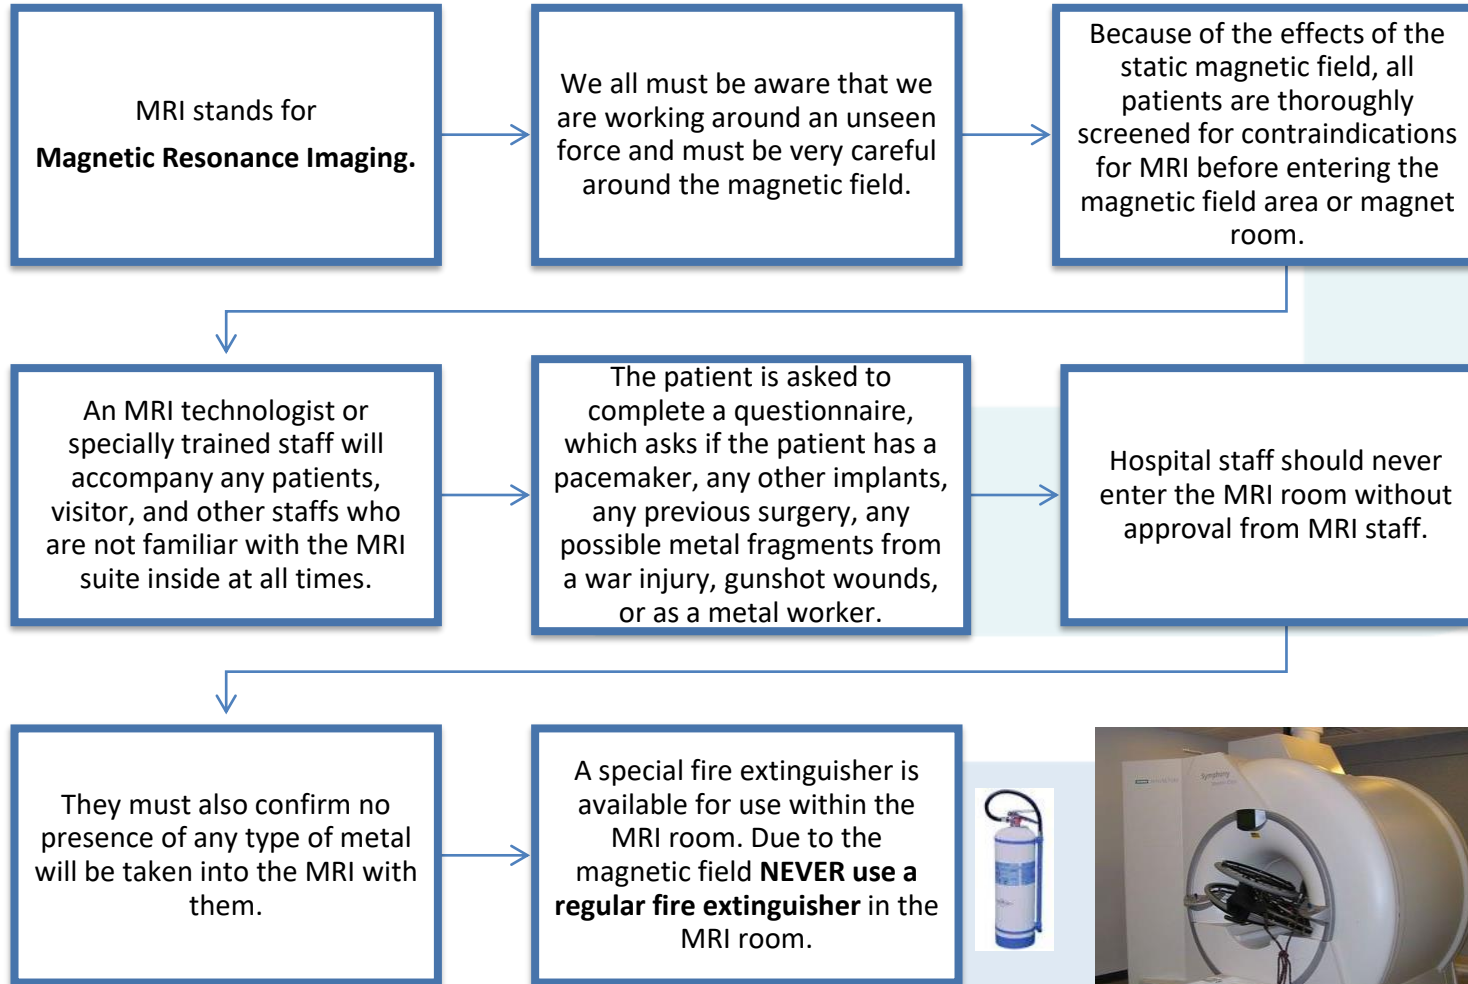 MRI stands for
Magnetic Resonance Imaging.
We all must be aware that we
are working around an unseen
force and must be very careful
around the magnetic field.
Because of the effects of the
static magnetic field, all
patients are thoroughly
screened for contraindications
for MRI before entering the
magnetic field area or magnet
room.
An MRI technologist or
specially trained staff will
accompany any patients,
visitor, and other staffs who
are not familiar with the MRI
suite inside at all times.
The patient is asked to
complete a questionnaire,
which asks if the patient has a
pacemaker, any other implants,
any previous surgery, any
possible metal fragments from
a war injury, gunshot wounds,
or as a metal worker.
Hospital staff should never
enter the MRI room without
approval from MRI staff.
They must also confirm no
presence of any type of metal
will be taken into the MRI with
them.
A special fire extinguisher is
available for use within the
MRI room. Due to the
magnetic field NEVER use a
regular fire extinguisher in the
MRI room.
Symphony